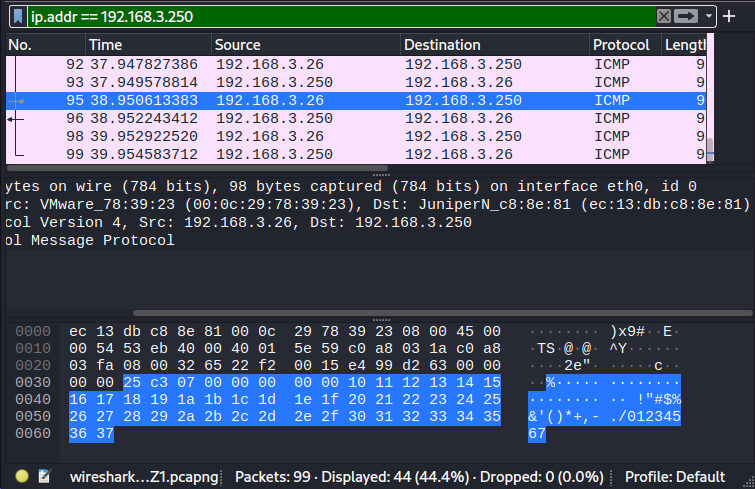 ip.addr == 192.168.3.250
No. Time Source Destination Protocol Length
92 37.947827386 192.168.3.26 192.168.3.250 ICMP 9
93 37.949578814 192.168.3.250 192.168.3.26 ICMP 9
95 38.950613383 192.168.3.26 192.168.3.250 ICMP 9
96 38.952243412 192.168.3.250 192.168.3.26 ICMP 9
98 39.952922520 192.168.3.26 192.168.3.250 ICMP 9
99 39.954583712 192.168.3.250 192.168.3.26 ICMP 9
ytes on wire (784 bits), 98 bytes captured (784 bits) on interface eth0, id 0
rc: VMware_78:39:23 (00:0c:29:78:39:23), Dst: JuniperN_c8:8e:81 (ec:13:db:c8:8e:81)
col Version 4, Src: 192.168.3.26, Dst: 192.168.3.250
ol Message Protocol
0000 ec 13 db c8 8e 81 00 0c 29 78 39 23 08 00 45 00 ········ )x9#··E·
0010 00 54 53 eb 40 00 40 01 5e 59 c0 a8 03 1a c0 a8 ·TS·@·@· ^Y······
0020 03 fa 08 00 32 65 22 f2 00 15 e4 99 d2 63 00 00 ····2e"· ·····c··
0030 00 00 25 c3 07 00 00 00 00 00 10 11 12 13 14 15 ··%····· ········
0040 16 17 18 19 1a 1b 1c 1d 1e 1f 20 21 22 23 24 25 ········ ·· !"#$%
0050 26 27 28 29 2a 2b 2c 2d 2e 2f 30 31 32 33 34 35 &'()*+,- ./012345
0060 36 37 67
wireshark...Z1.pcapng Packets: 99 · Displayed: 44 (44.4%) · Dropped: 0 (0.0%) Profile: Default